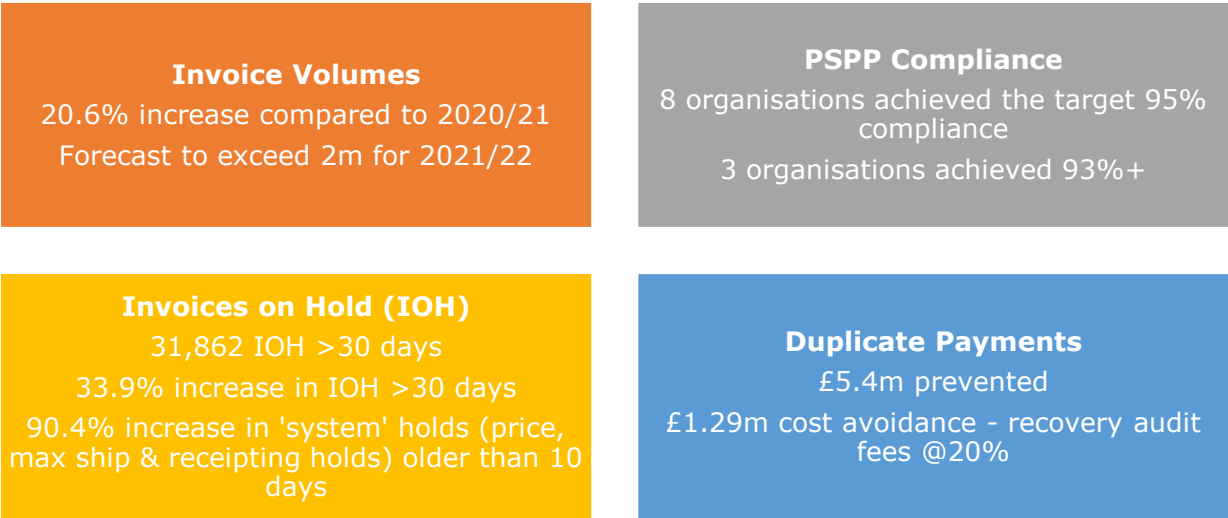 Invoice Volumes
20.6% increase compared to 2020/21
Forecast to exceed 2m for 2021/22
PSPP Compliance
8 organisations achieved the target 95%
compliance
3 organisations achieved 93%+
Invoices on Hold (IOH)
31,862 IOH >30 days
33.9% increase in IOH >30 days
90.4% increase in 'system' holds (price,
max ship & receipting holds) older than 10
days
Duplicate Payments
£5.4m prevented
£1.29m cost avoidance - recovery audit
fees @20%